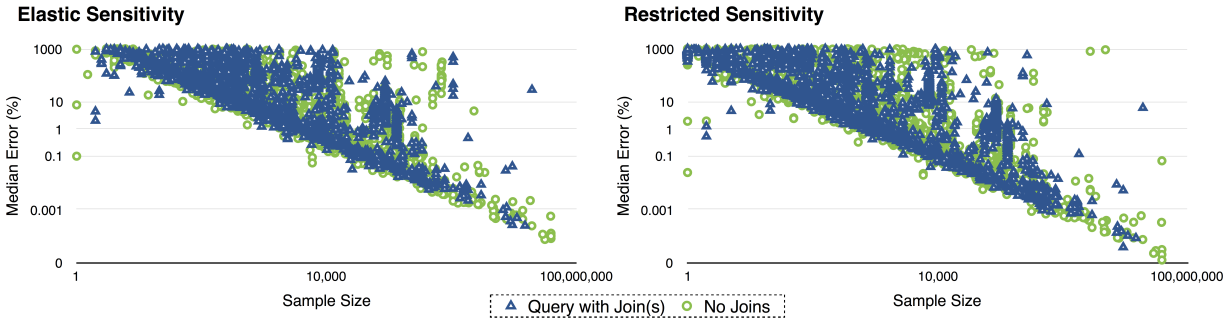 Elastic Sensitivity
Median Error (%)
1000
10
1
0.1
0.001
0
1
10,000
100,000,000
Sample Size
Restricted Sensitivity
Median Error (%)
1000
10
1
0.1
0.001
0
1
10,000
100,000,000
Sample Size
Query with Join(s) No Joins